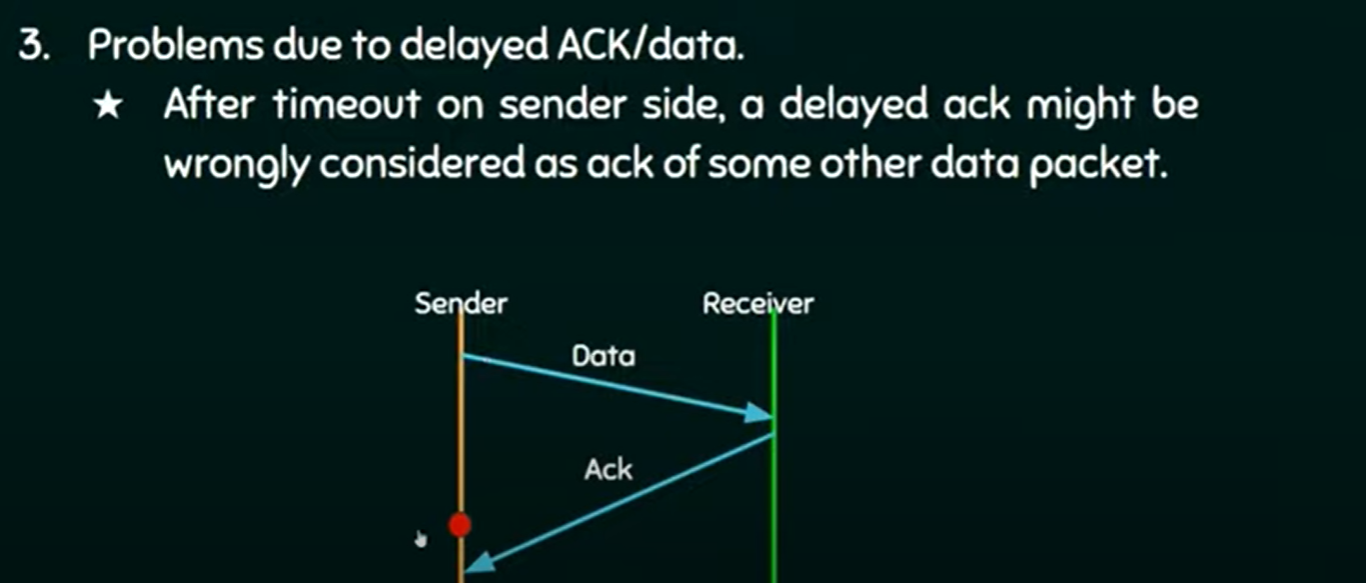 3. Problems due to delayed ACK/data.
★ After timeout on sender side, a delayed ack might be
wrongly considered as ack of some other data packet.
Sender Receiver
Data
Ack